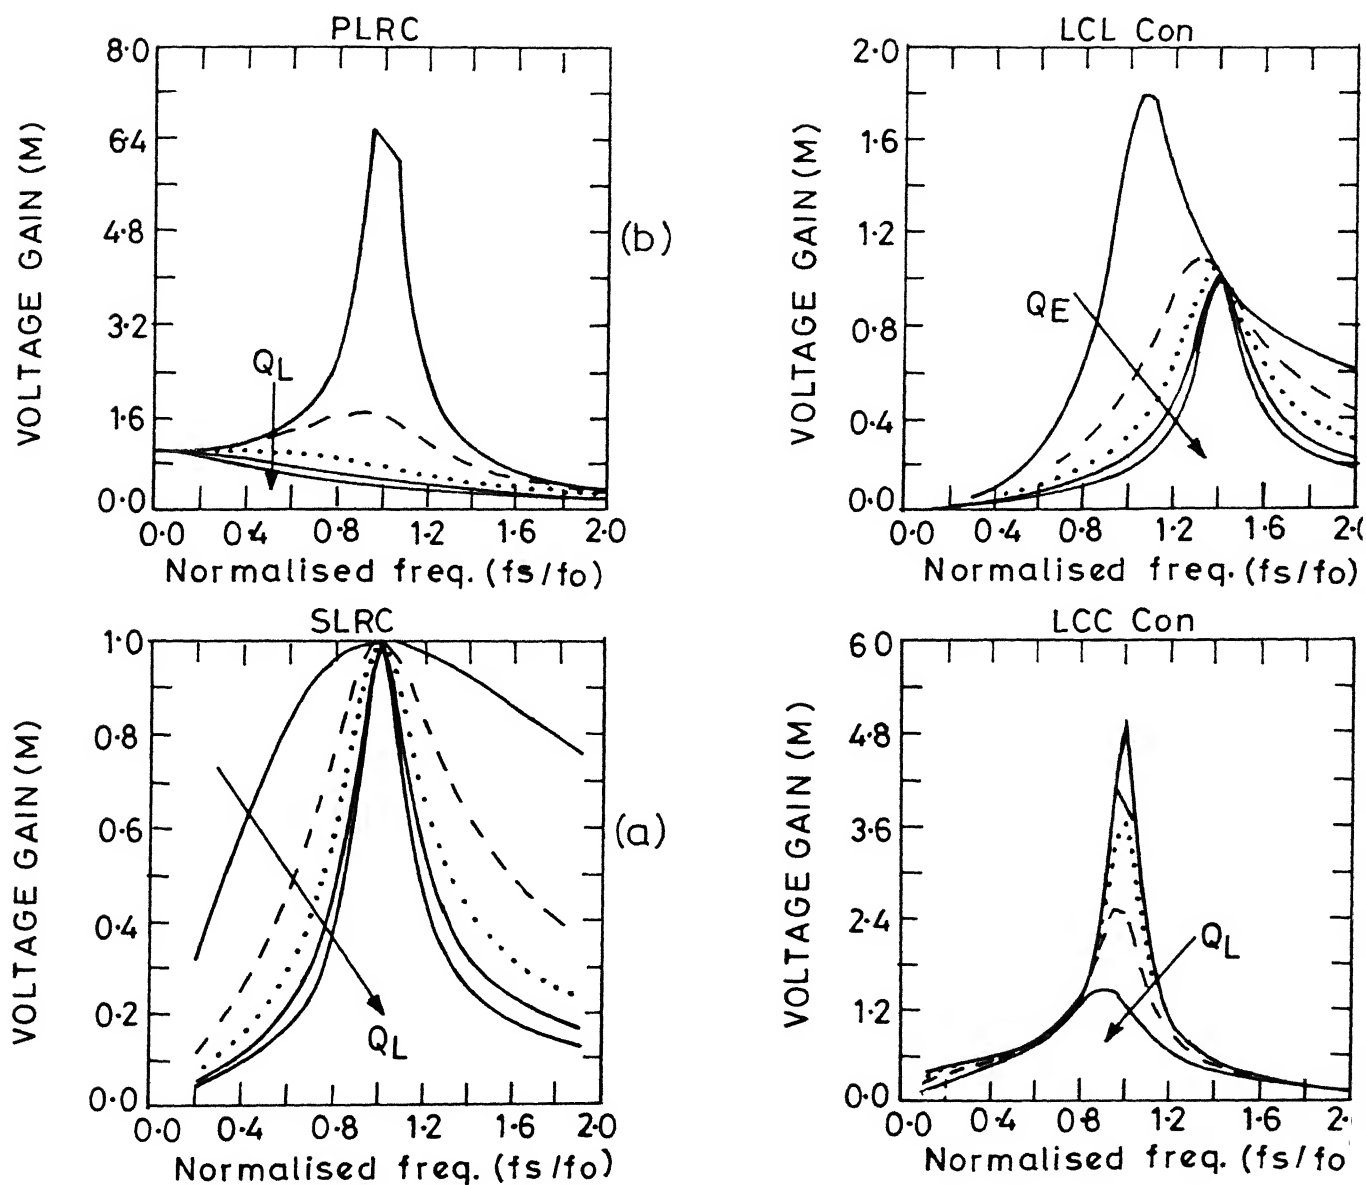 PLRC
8.0
6.4
4.8
3.2
1.6
0.0
VOLTAGE GAIN (M)
QL
0.0 0.4 0.8 1.2 1.6 2.0
Normalised freq. (fs/fo)
(b)
LCL Con
2.0
1.6
1.2
0.8
0.4
0.0
VOLTAGE GAIN (M)
QE
0.0 0.4 0.8 1.2 1.6 2.0
Normalised freq. (fs/fo)
SLRC
1.0
0.8
0.6
0.4
0.2
0.0
VOLTAGE GAIN (M)
QL
0.0 0.4 0.8 1.2 1.6 2.0
Normalised freq. (fs/fo)
(a)
LCC Con
6.0
4.8
3.6
2.4
1.2
0.0
VOLTAGE GAIN (M)
QL
0.0 0.4 0.8 1.2 1.6 2.
Normalised freq. (fs/fo